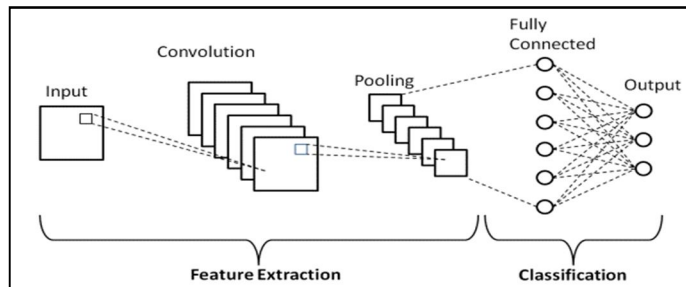 Input
Convolution
Pooling
Fully
Connected
Output
Feature Extraction
Classification